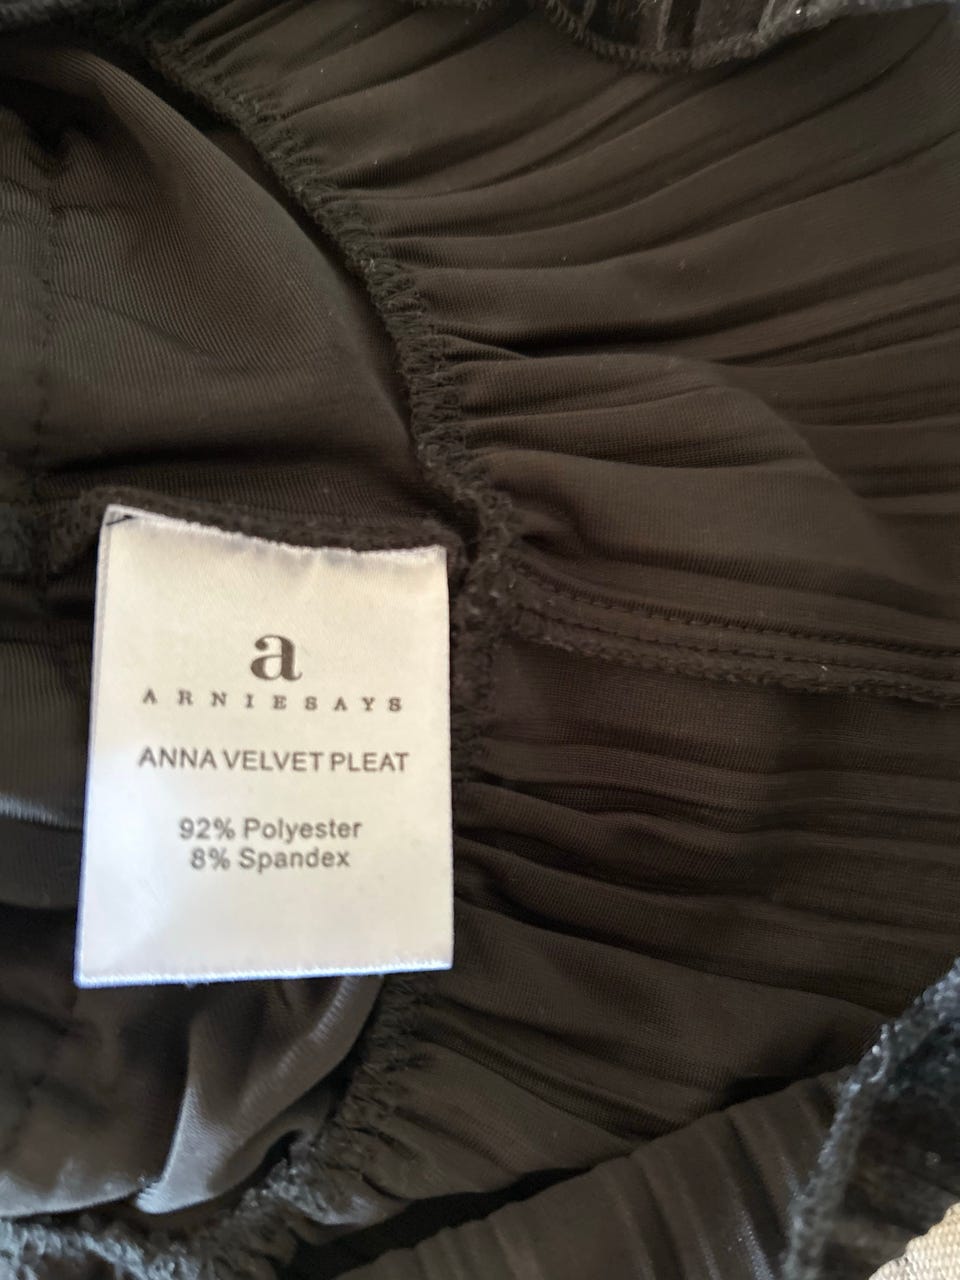 a
ARNIESAYS
ANNA VELVET PLEAT
92% Polyester
8% Spandex